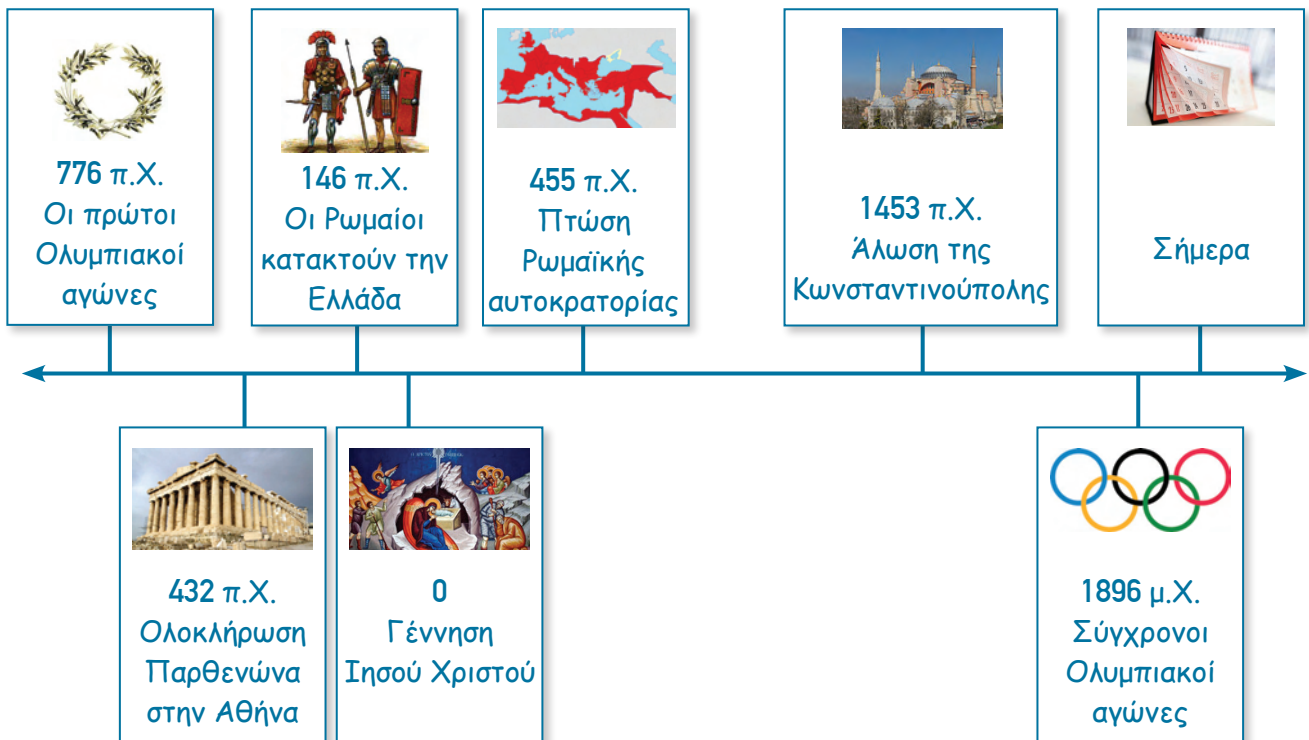 776 π.Χ.
Οι πρώτοι
Ολυμπιακοί
αγώνες
146 π.Χ.
Οι Ρωμαίοι
κατακτούν την
Ελλάδα
455 π.Χ.
Πτώση
Ρωμαϊκής
αυτοκρατορίας
1453 π.Χ.
Άλωση της
Κωνσταντινούπολης
Σήμερα
432 π.Χ.
Ολοκλήρωση
Παρθενώνα
στην Αθήνα
0
Γέννηση
Ιησού Χριστού
1896 μ.Χ.
Σύγχρονοι
Ολυμπιακοί
αγώνες